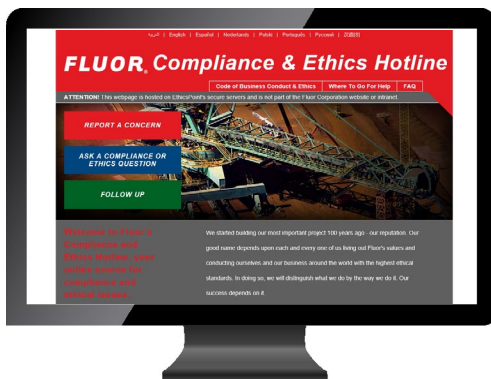 العربية | English | Español | Nederlands | Polski | Português | Русский | 汉语(简)
FLUOR® Compliance & Ethics Hotline
Code of Business Conduct & Ethics | Where To Go For Help | FAQ
ATTENTION! This webpage is hosted on EthicsPoint's secure servers and is not part of the Fluor Corporation website or intranet.
REPORT A CONCERN
ASK A COMPLIANCE OR
ETHICS QUESTION
FOLLOW UP
Welcome to Fluor's
Compliance and
Ethics Hotline, your
online source for
compliance and
ethical issues.
We started building our most important project 100 years ago - our reputation. Our
good name depends upon each and every one of us living out Fluor's values and
conducting ourselves and our business around the world with the highest ethical
standards. In doing so, we will distinguish what we do by the way we do it. Our
success depends on it.